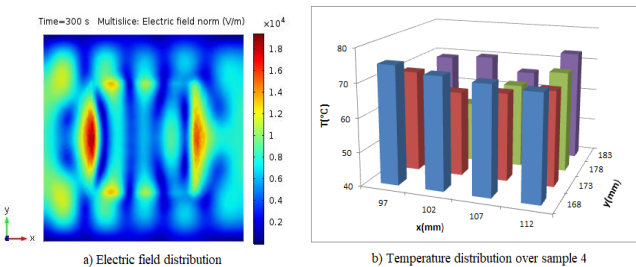 Time=300 s Multislice: Electric field norm (V/m)
×10⁴
1.8
1.6
1.4
1.2
1
0.8
0.6
0.4
0.2
y
x
a) Electric field distribution
80
70
60
50
40
T(°C)
97
102
107
112
x(mm)
168
173
178
183
y(mm)
b) Temperature distribution over sample 4